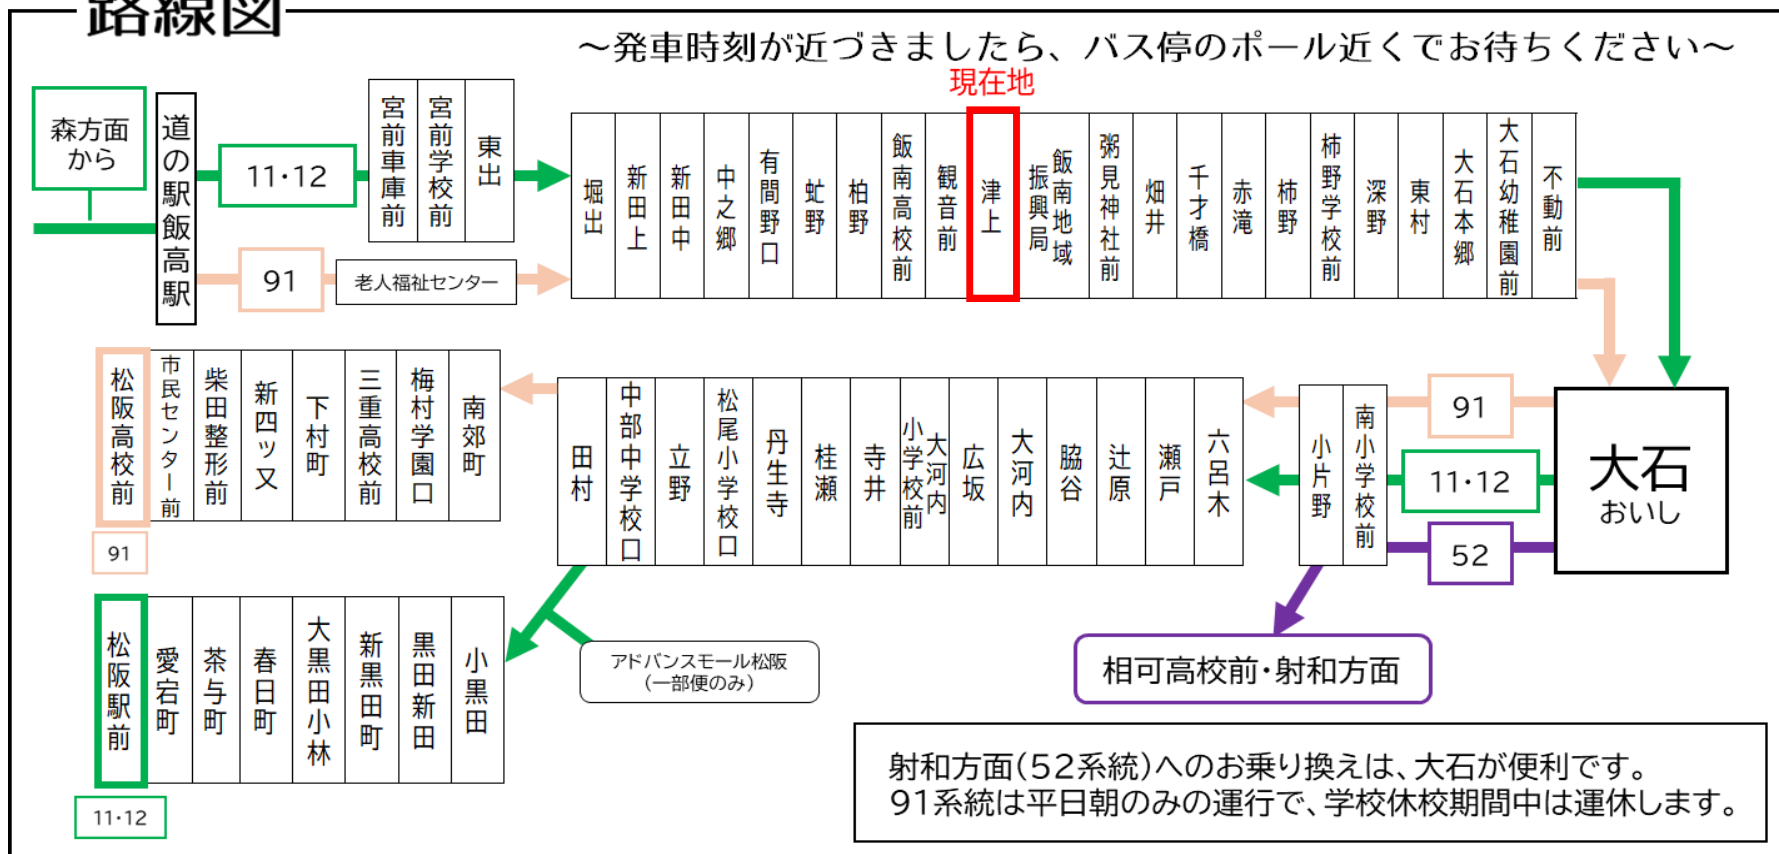 路線図
～発車時刻が近づきましたら、バス停のポール近くでお待ちください～
現在地
森方面
から
道の駅飯高駅
11・12
宮前車庫前
宮前学校前
東出
91
老人福祉センター
堀出
新田上
新田中
中之郷
有間野口
虻野
柏野
飯南高校前
観音前
津上
飯南地域
振興局
粥見神社前
畑井
千才橋
赤滝
柿野
柿野学校前
深野
東村
大石本郷
大石幼稚園前
不動前
大石
おいし
91
11・12
52
南小学校前
小片野
六呂木
瀬戸
辻原
脇谷
大河内
広坂
大河内
小学校前
寺井
桂瀬
丹生寺
松尾小学校口
立野
中部中学校口
田村
南郊町
梅村学園口
三重高校前
下村町
新四ッ又
柴田整形前
市民センター前
松阪高校前
91
アドバンスモール松阪
(一部便のみ)
小黒田
黒田新田
新黒田町
大黒田小林
春日町
茶与町
愛宕町
松阪駅前
11・12
相可高校前・射和方面
射和方面(52系統)へのお乗り換えは、大石が便利です。
91系統は平日朝のみの運行で、学校休校期間中は運休します。